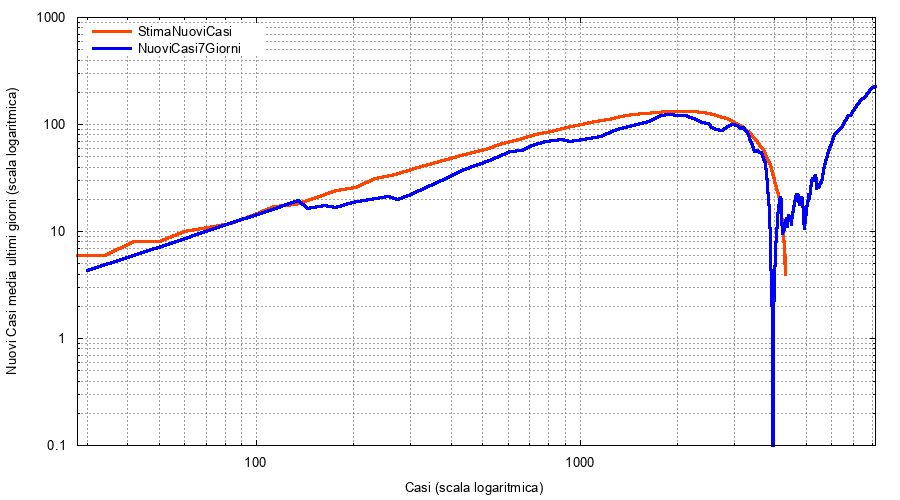 1000
StimaNuoviCasi
NuoviCasi7Giorni
100
10
1
0.1
Nuovi Casi media ultimi giorni (scala logaritmica)
100
1000
Casi (scala logaritmica)